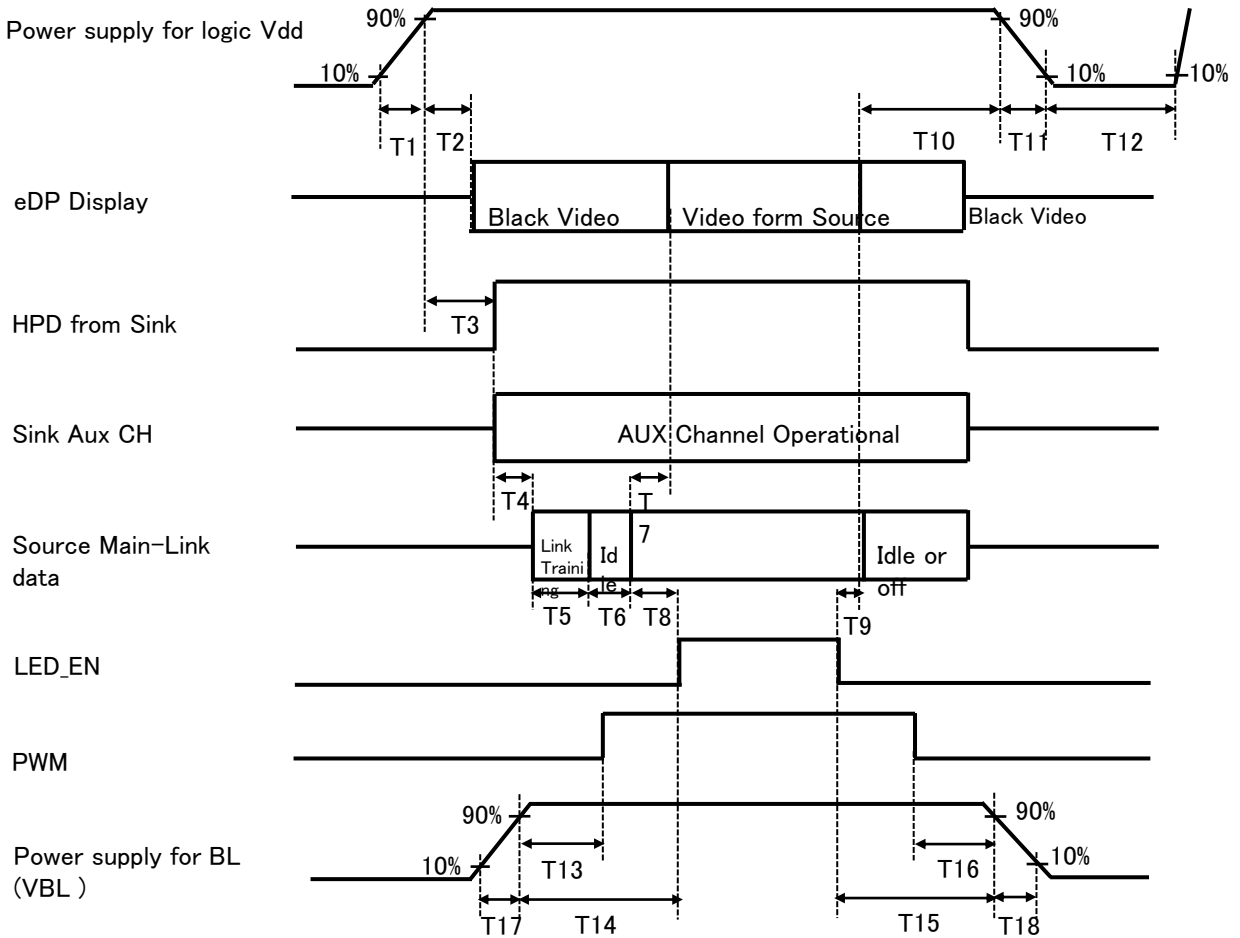 90%
90%
Power supply for logic Vdd
10%
10%
10%
T1
T2
T10
T11
T12
eDP Display
Black Video
Video form Source
Black Video
HPD from Sink
T3
Sink Aux CH
AUX Channel Operational
T4
T
7
Source Main-Link
data
Link
Traini
ng
Id
le
Idle or
off
T5
T6
T8
T9
LED_EN
PWM
90%
90%
Power supply for BL
(VBL )
10%
10%
T13
T16
T17
T14
T15
T18